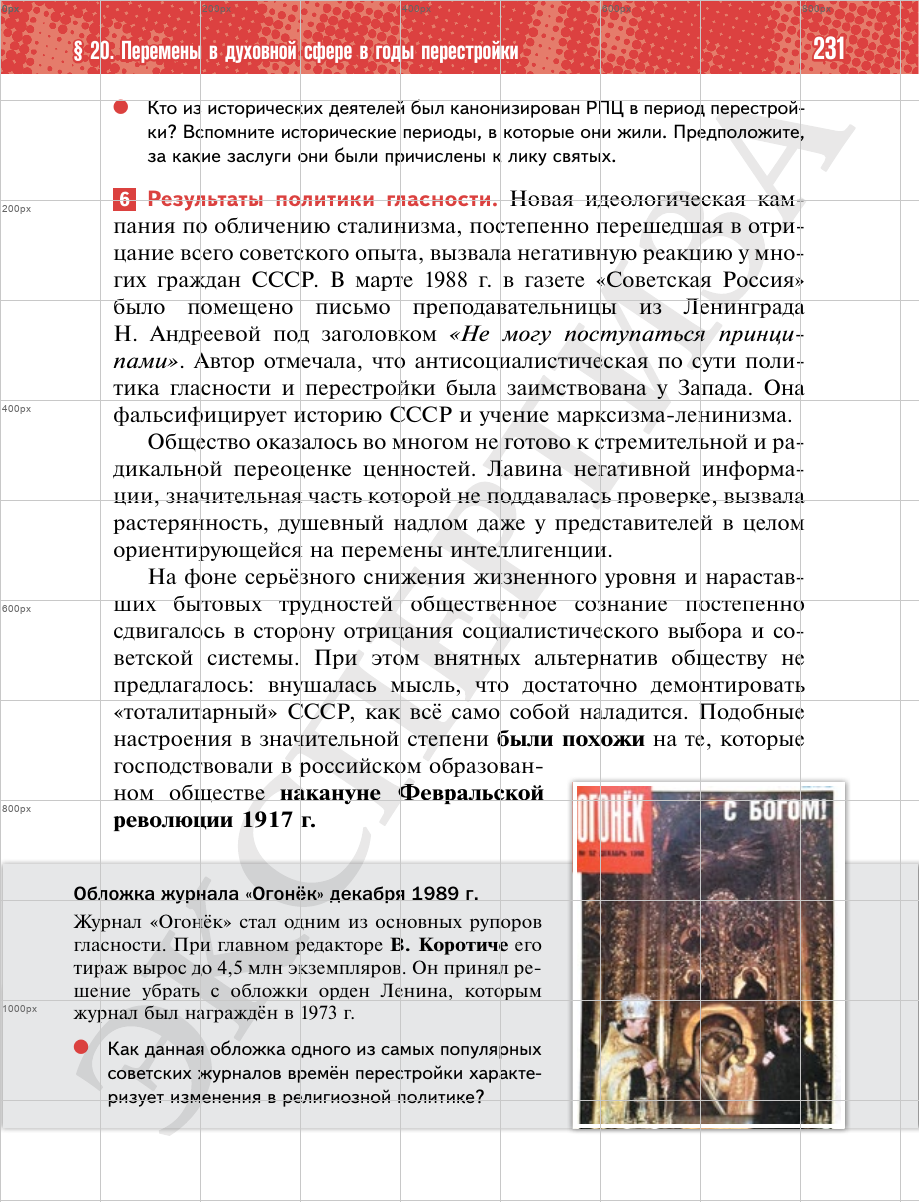 § 20. Перемены в духовной сфере в годы перестройки
231
Кто из исторических деятелей был канонизирован РПЦ в период перестрой-
ки? Вспомните исторические периоды, в которые они жили. Предположите,
за какие заслуги они были причислены к лику святых.
6 Результаты политики гласности. Новая идеологическая кам-
пания по обличению сталинизма, постепенно перешедшая в отри-
цание всего советского опыта, вызвала негативную реакцию у мно-
гих граждан СССР. В марте 1988 г. в газете «Советская Россия»
было помещено письмо преподавательницы из Ленинграда
Н. Андреевой под заголовком «Не могу поступаться принци-
пами». Автор отмечала, что антисоциалистическая по сути поли-
тика гласности и перестройки была заимствована у Запада. Она
фальсифицирует историю СССР и учение марксизма-ленинизма.
Общество оказалось во многом не готово к стремительной и ра-
дикальной переоценке ценностей. Лавина негативной информа-
ции, значительная часть которой не поддавалась проверке, вызвала
растерянность, душевный надлом даже у представителей в целом
ориентирующейся на перемены интеллигенции.
На фоне серьёзного снижения жизненного уровня и нарастав-
ших бытовых трудностей общественное сознание постепенно
сдвигалось в сторону отрицания социалистического выбора и со-
ветской системы. При этом внятных альтернатив обществу не
предлагалось: внушалась мысль, что достаточно демонтировать
«тоталитарный» СССР, как всё само собой наладится. Подобные
настроения в значительной степени были похожи на те, которые
господствовали в российском образован-
ном обществе накануне Февральской
революции 1917 г.
ОГОНЁК
С БОГОМ!
Обложка журнала «Огонёк» декабря 1989 г.
Журнал «Огонёк» стал одним из основных рупоров
гласности. При главном редакторе В. Коротиче его
тираж вырос до 4,5 млн экземпляров. Он принял ре-
шение убрать с обложки орден Ленина, которым
журнал был награждён в 1973 г.
Как данная обложка одного из самых популярных
советских журналов времён перестройки характе-
ризует изменения в религиозной политике?
ЭКСПЕРТИЗА
200px
400px
600px
800px
1000px